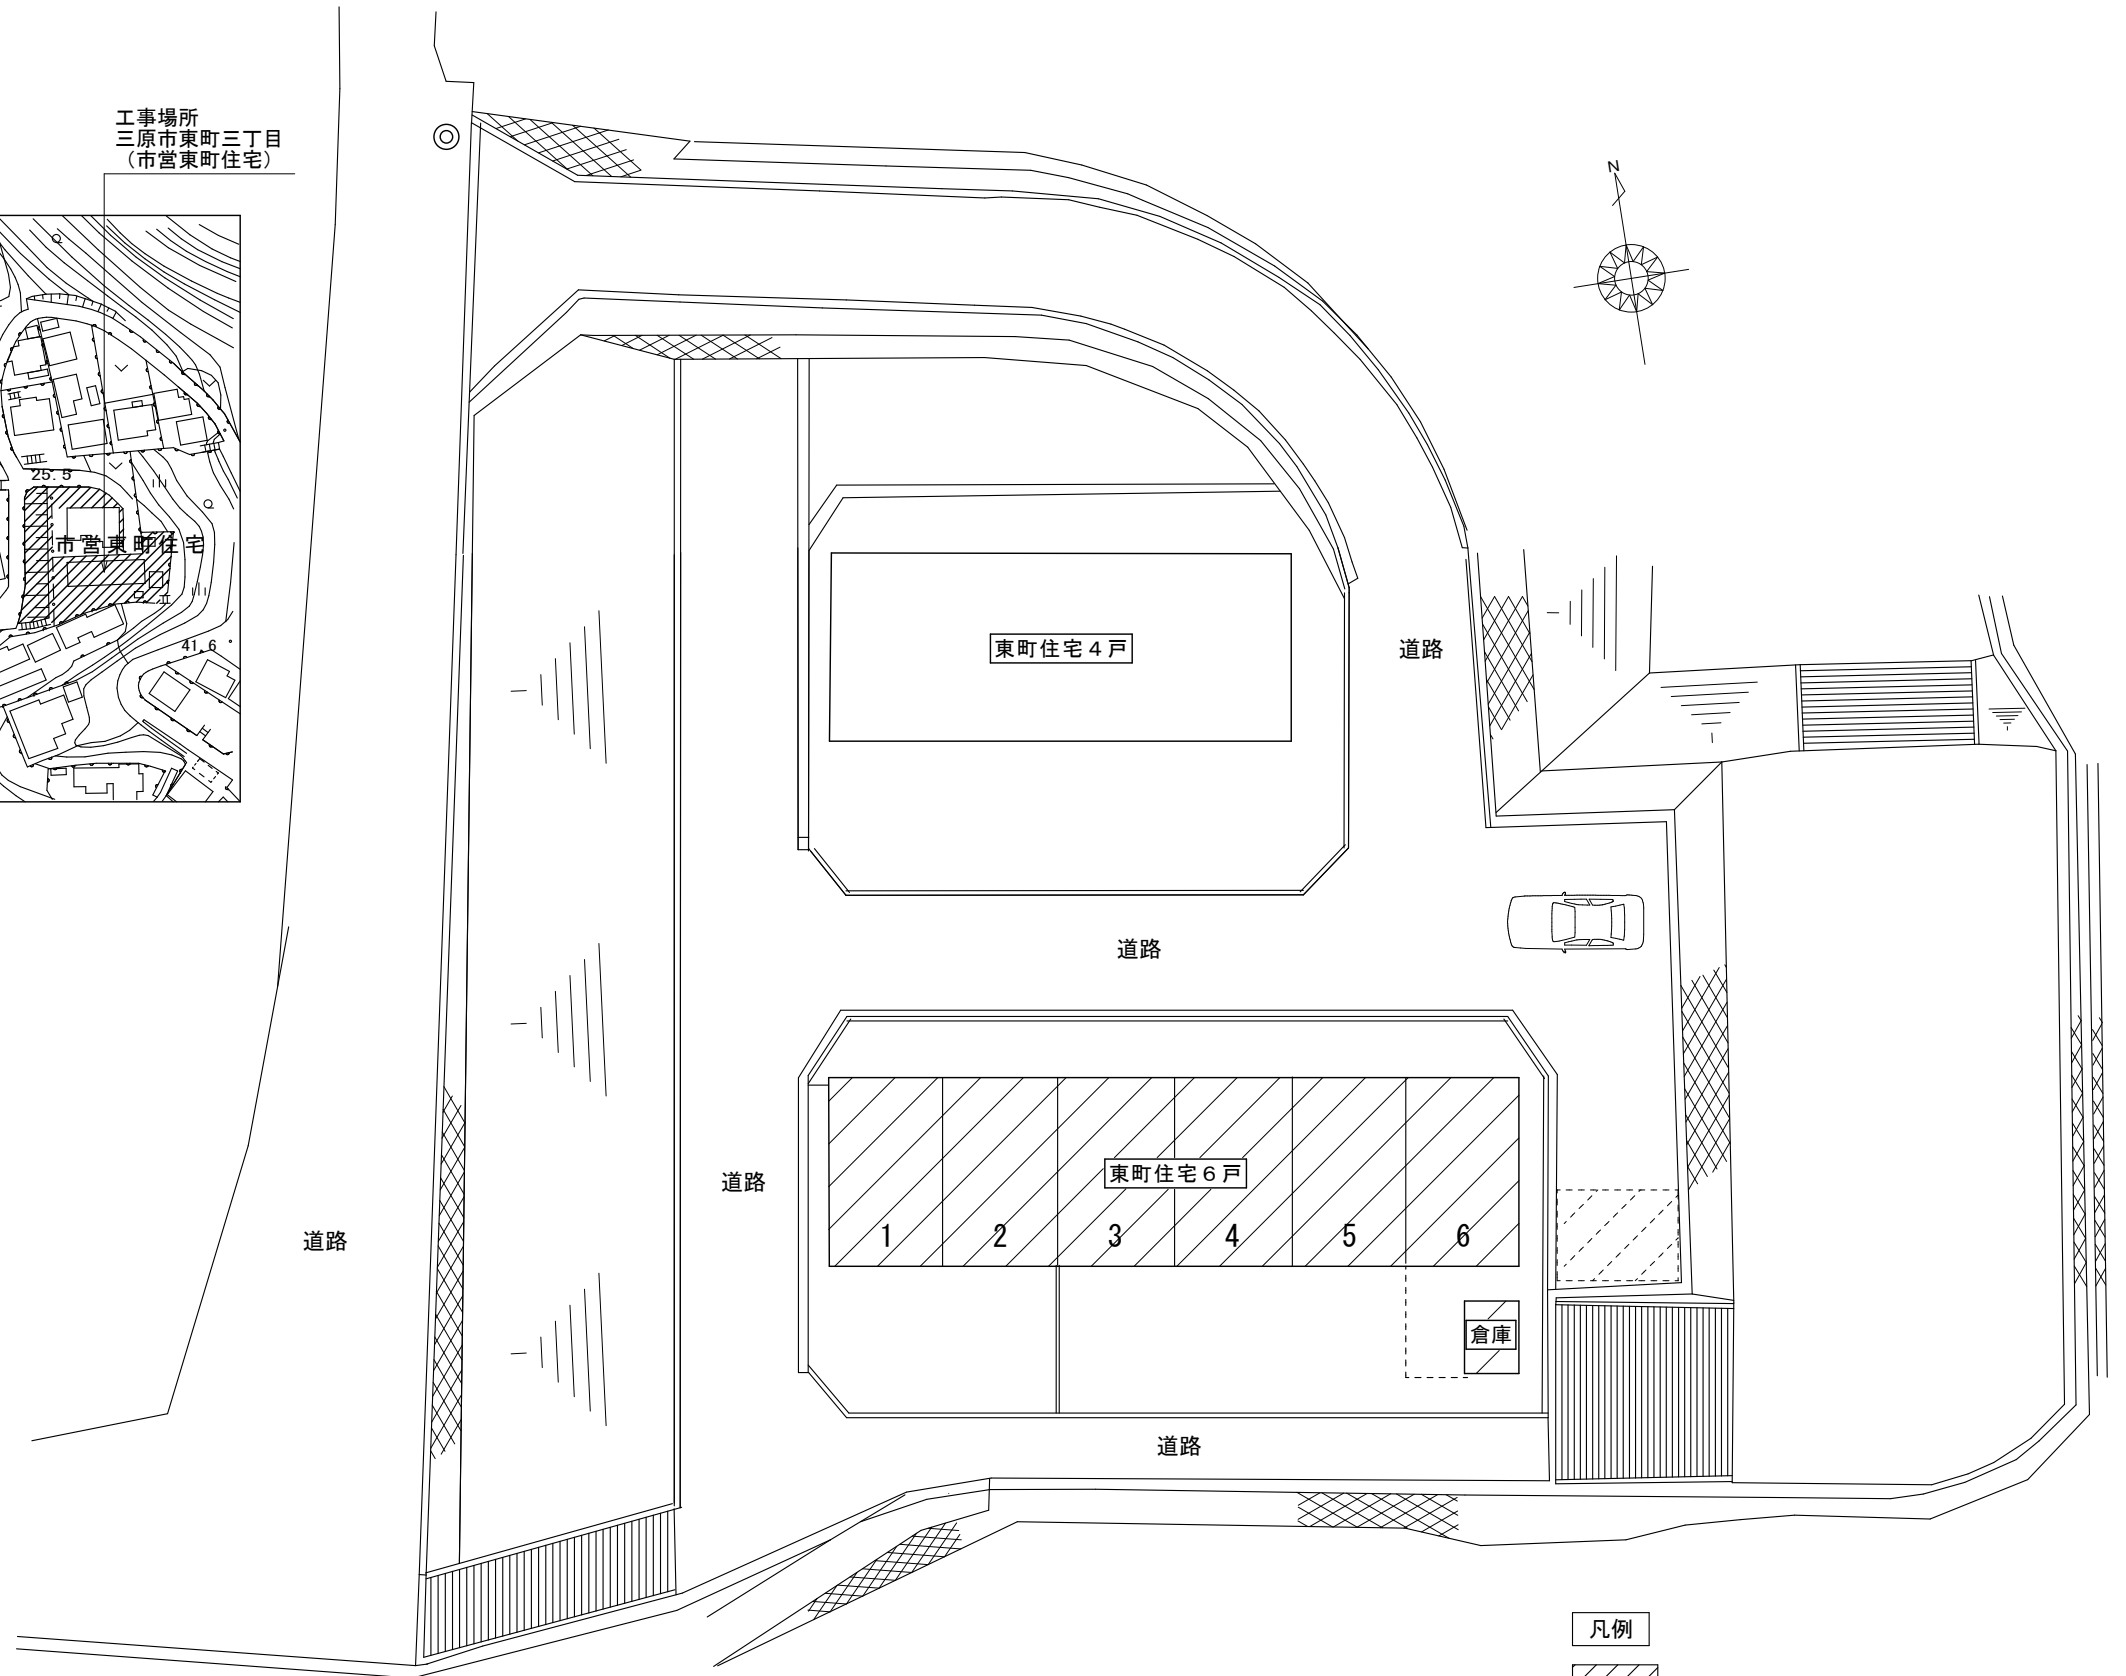 工事場所
三原市東町三丁目
（市営東町住宅）
N
25.5
市営東町住宅
41.6
東町住宅４戸
道路
道路
東町住宅６戸
道路
1 2 3 4 5 6
道路
倉庫
道路
凡例